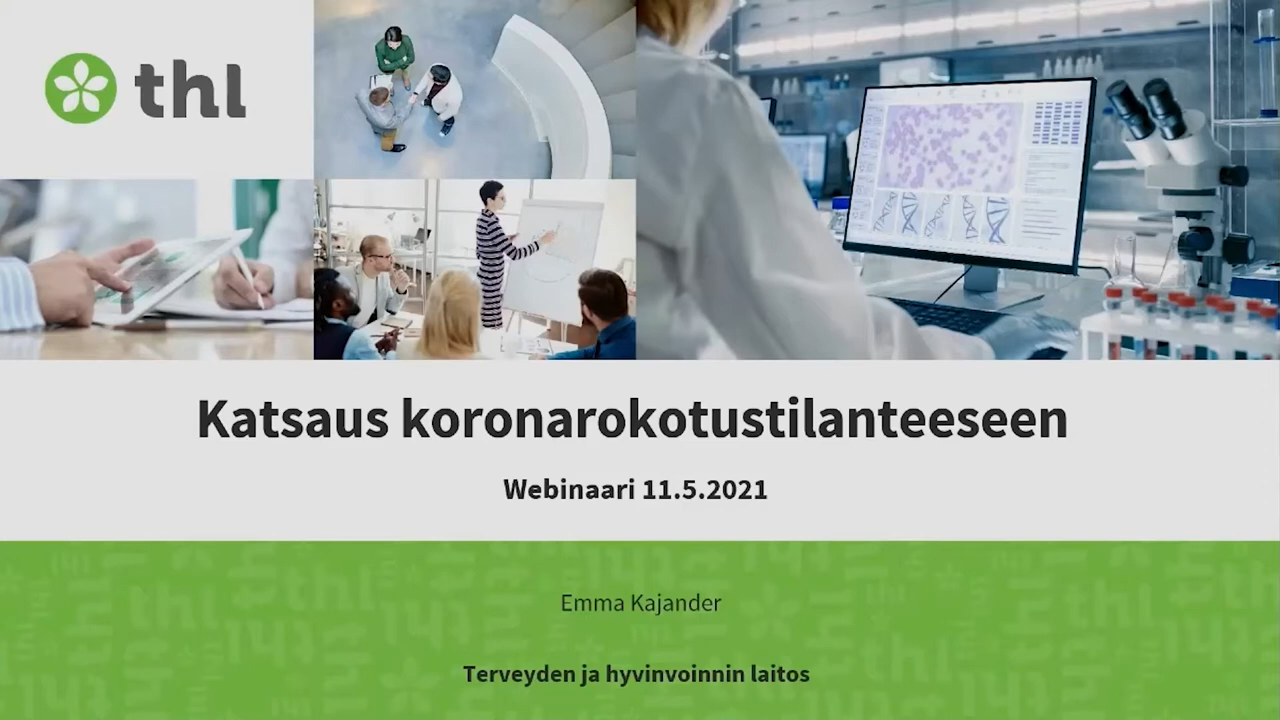 thl
Katsaus koronarokotustilanteeseen
Webinaari 11.5.2021
Emma Kajander
Terveyden ja hyvinvoinnin laitos